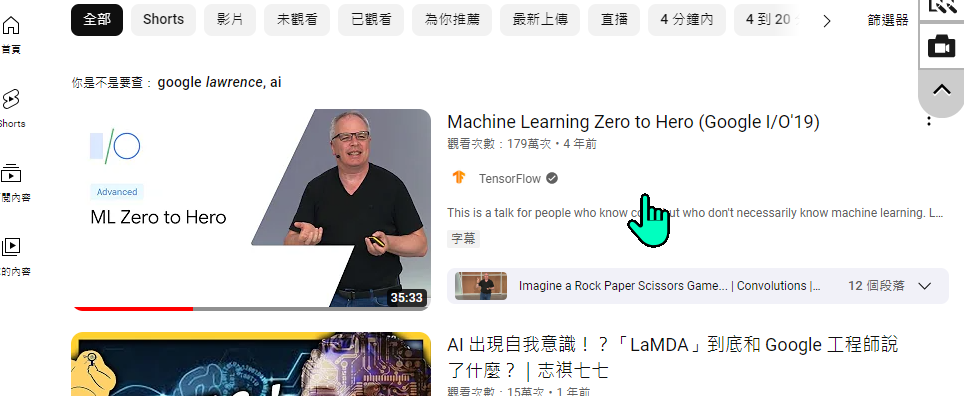 全部
Shorts
影片
未觀看
已觀看
為你推薦
最新上傳
直播
4 分鐘內
4 到 20
篩選器
首頁
Shorts
閱內容
的內容
你是不是要查： google lawrence, ai
I/O
Advanced
ML Zero to Hero
35:33
Machine Learning Zero to Hero (Google I/O'19)
觀看次數：179萬次・4 年前
TensorFlow
This is a talk for people who know but who don't necessarily know machine learning. L...
字幕
Imagine a Rock Paper Scissors Game... | Convolutions |...
12 個段落
AI 出現自我意識！？「LaMDA」到底和 Google 工程師說
了什麼？｜志祺七七
觀看次數：15萬次・1 年前